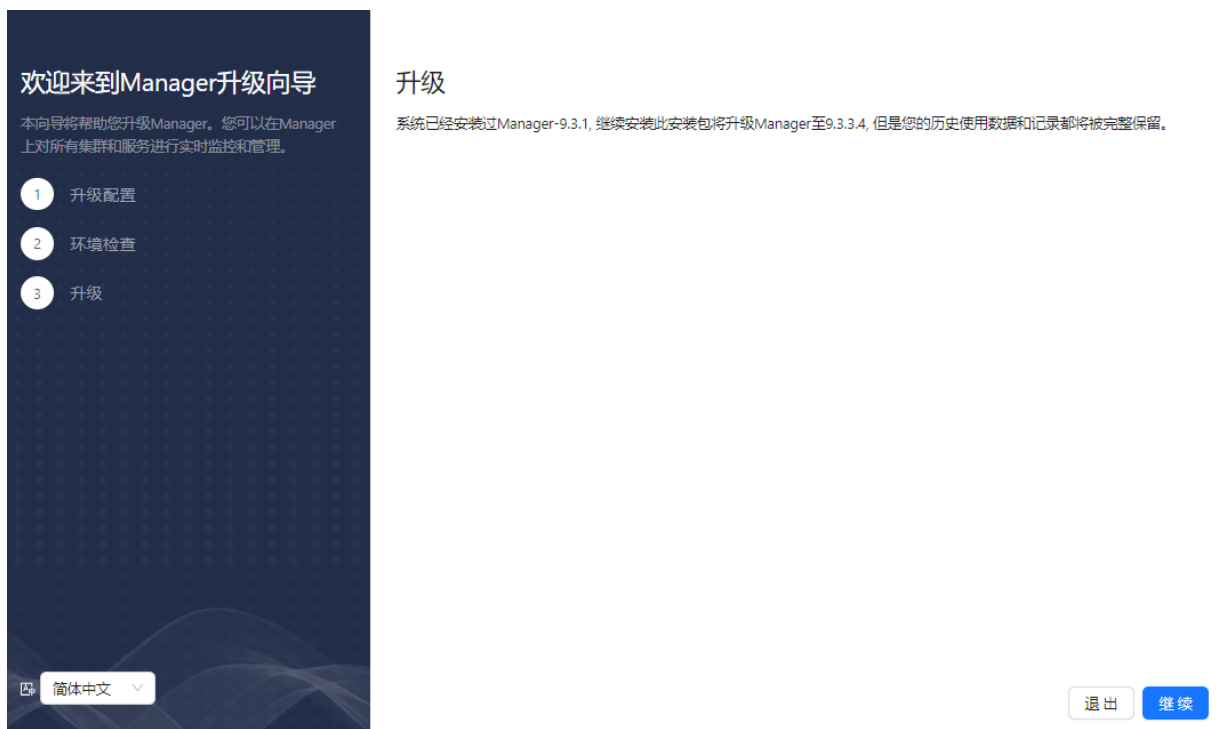 欢迎来到Manager升级向导
本向导将帮助您升级Manager。您可以在Manager
上对所有集群和服务进行实时监控和管理。
1 升级配置
2 环境检查
3 升级
简体中文
升级
系统已经安装过Manager-9.3.1, 继续安装此安装包将升级Manager至9.3.3.4, 但是您的历史使用数据和记录都将被完整保留。
退出 继续